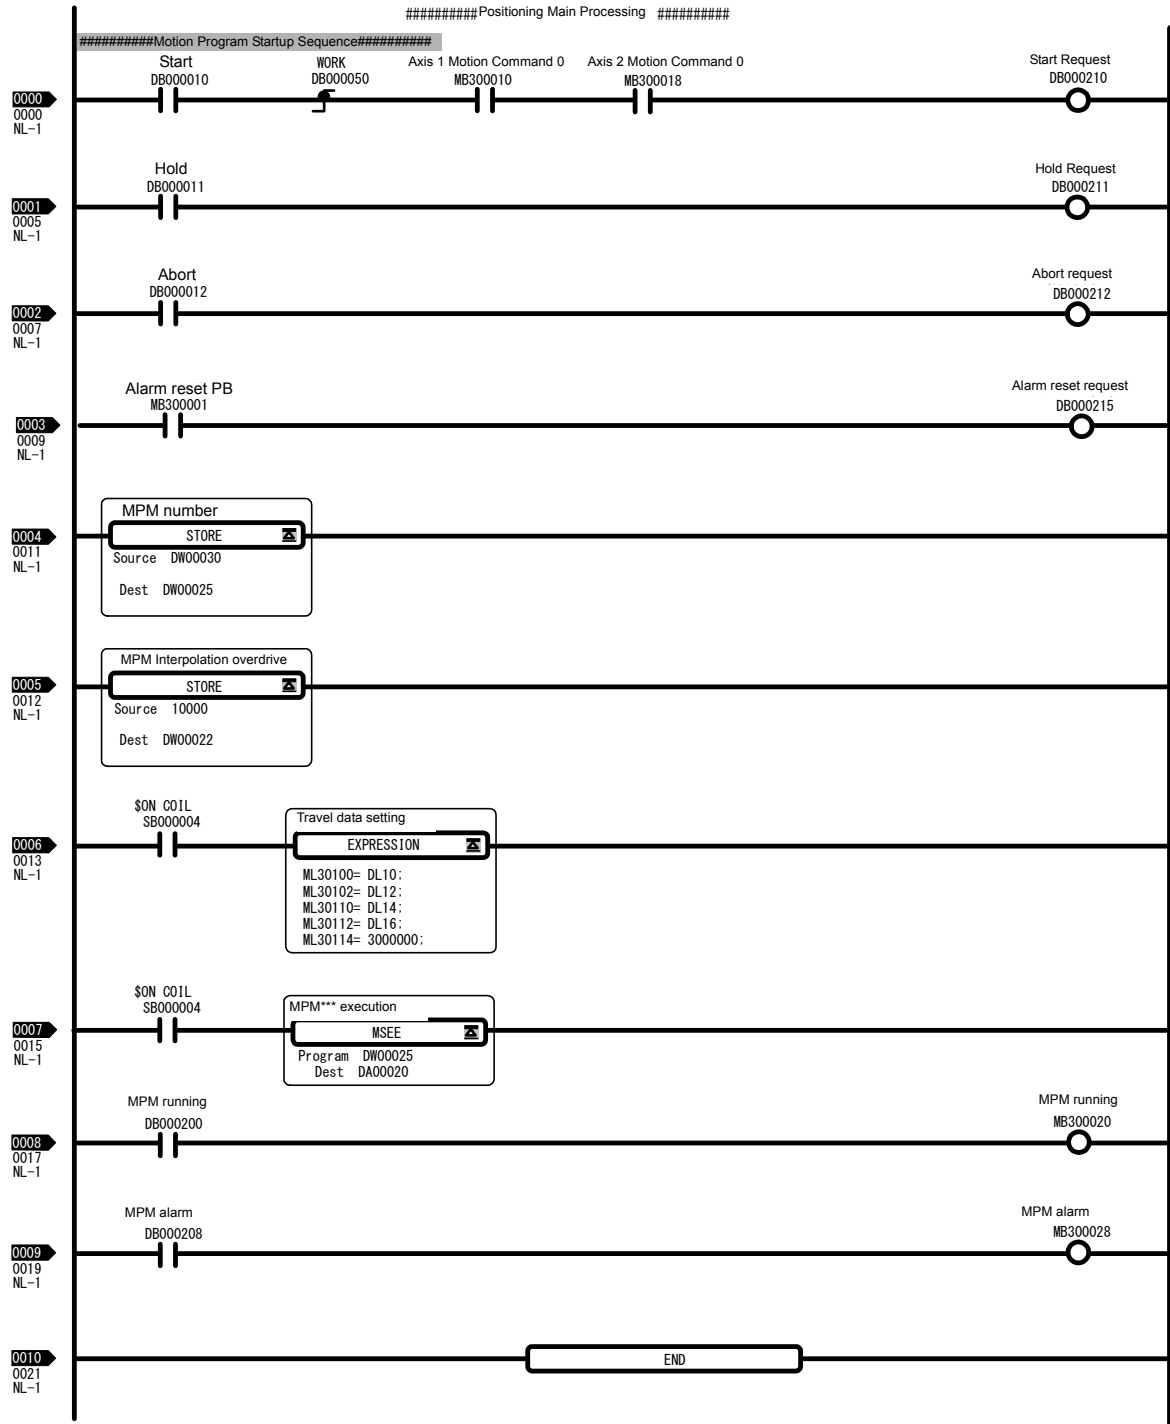 ##########Positioning Main Processing ##########
##########Motion Program Startup Sequence##########
Start WORK Axis 1 Motion Command 0 Axis 2 Motion Command 0 Start Request
DB000010 DB000050 MB300010 MB300018 DB000210
0000
0000
NL-1
Hold Hold Request
DB000011 DB000211
0001
0005
NL-1
Abort Abort request
DB000012 DB000212
0002
0007
NL-1
Alarm reset PB Alarm reset request
MB300001 DB000215
0003
0009
NL-1
MPM number
0004 STORE
0011 Source DW00030
NL-1
Dest DW00025
MPM Interpolation overdrive
0005 STORE
0012 Source 10000
NL-1
Dest DW00022
$ON COIL
SB000004 Travel data setting
0006 EXPRESSION
0013
NL-1
ML30100= DL10;
ML30102= DL12;
ML30110= DL14;
ML30112= DL16;
ML30114= 3000000;
$ON COIL
SB000004 MPM*** execution
0007 MSEE
0015
NL-1
Program DW00025
Dest DA00020
MPM running MPM running
DB000200 MB300020
0008
0017
NL-1
MPM alarm MPM alarm
DB000208 MB300028
0009
0019
NL-1
0010 END
0021
NL-1